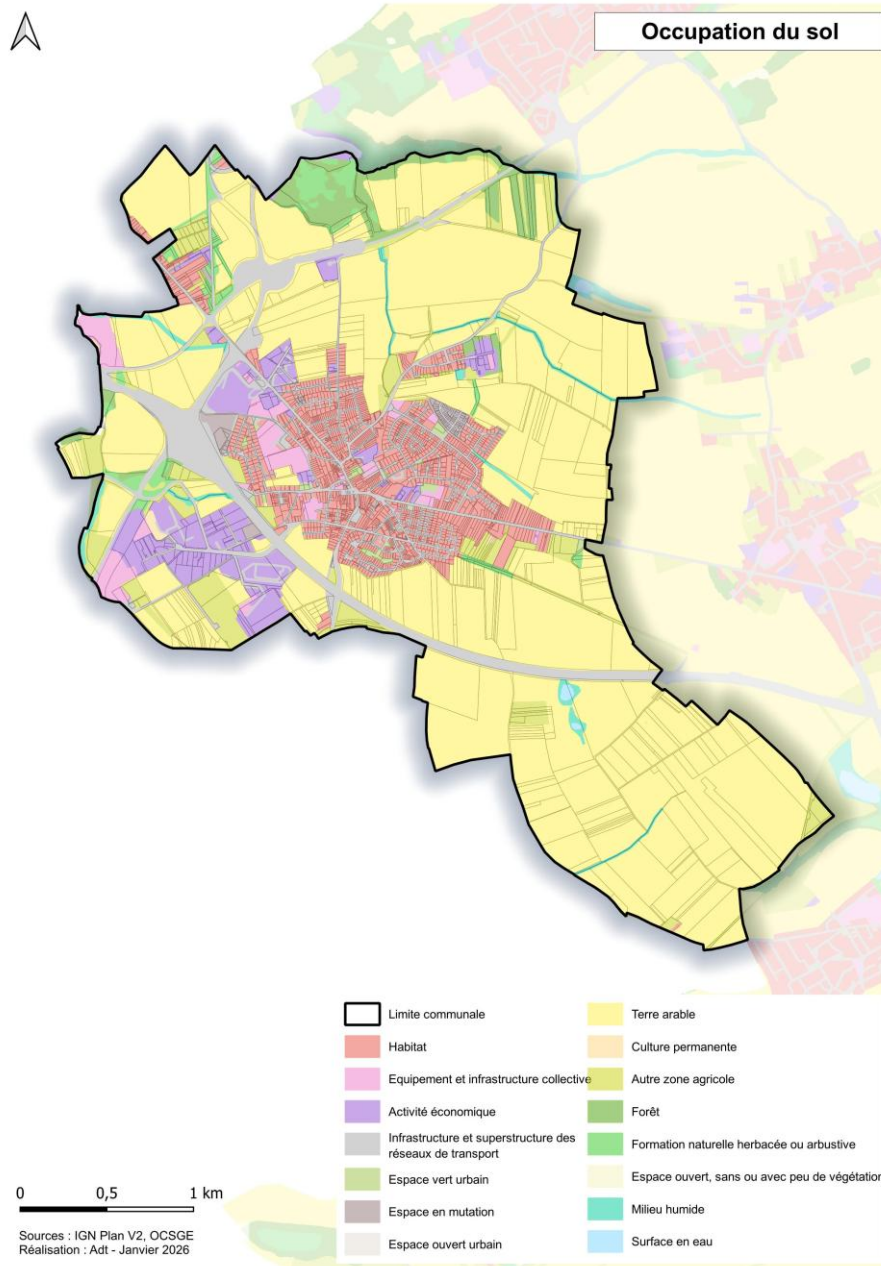 Occupation du sol
Limite communale
Habitat
Equipement et infrastructure collective
Activité économique
Infrastructure et superstructure des
réseaux de transport
Espace vert urbain
Espace en mutation
Espace ouvert urbain
Terre arable
Culture permanente
Autre zone agricole
Forêt
Formation naturelle herbacée ou arbustive
Espace ouvert, sans ou avec peu de végétation
Milieu humide
Surface en eau
0 0,5 1 km
Sources : IGN Plan V2, OCSGE
Réalisation : Adt - Janvier 2026